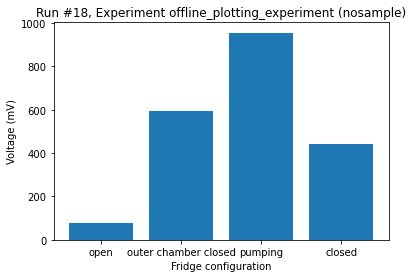 Run #18, Experiment offline_plotting_experiment (nosample)
1000
800
600
400
200
0
Voltage (mV)
open outer chamber closed pumping closed
Fridge configuration